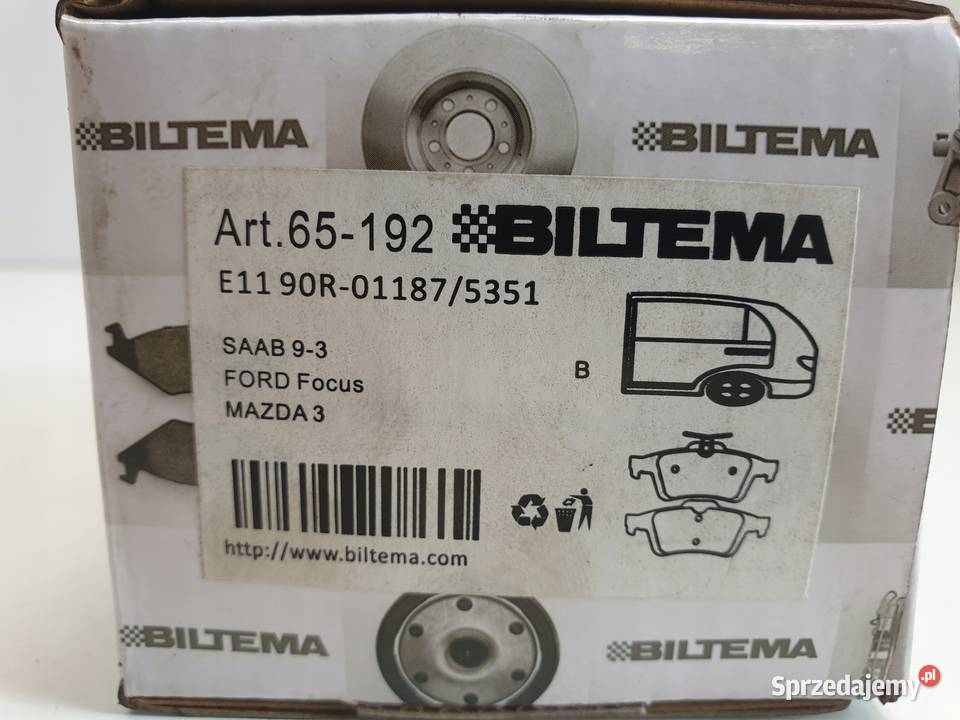 BILTEMA
BILTEMA
Art.65-192 BILTEMA
E11 90R-01187/5351
SAAB 9-3
FORD Focus
MAZDA 3
B
http://www.biltema.com
BILTEMA
BILTEMA
Sprzedajemy.pl